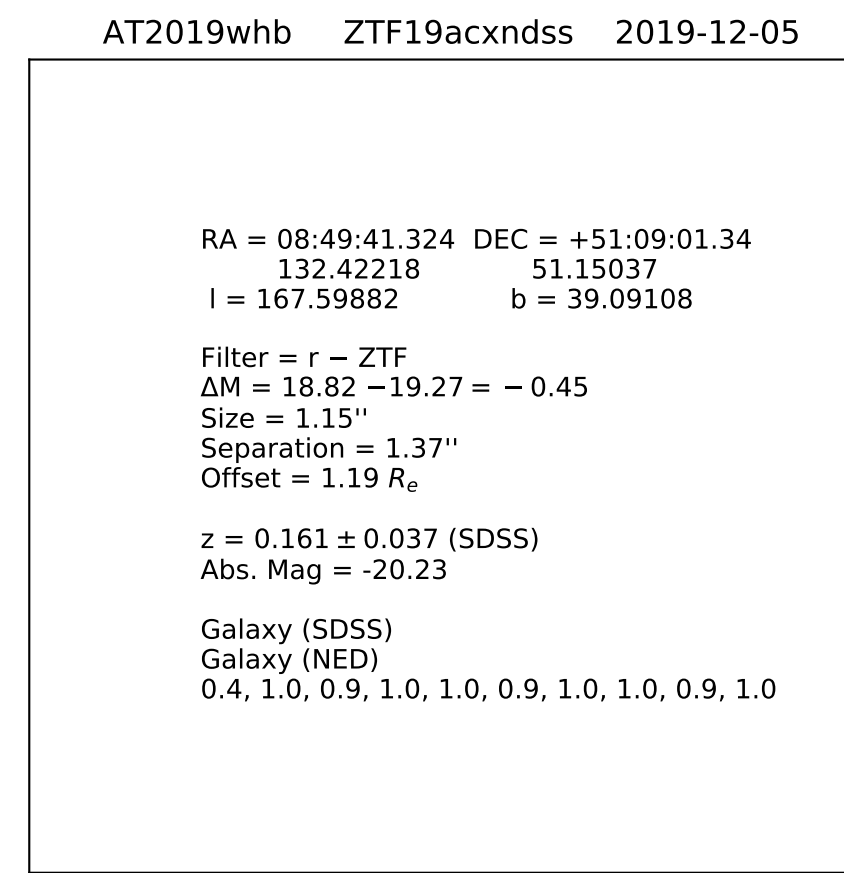 AT2019whb ZTF19acxndss 2019-12-05
RA = 08:49:41.324 DEC = +51:09:01.34
132.42218 51.15037
l = 167.59882 b = 39.09108
Filter = r − ZTF
ΔM = 18.82 −19.27 = − 0.45
Size = 1.15''
Separation = 1.37''
Offset = 1.19 Re
z = 0.161 ± 0.037 (SDSS)
Abs. Mag = -20.23
Galaxy (SDSS)
Galaxy (NED)
0.4, 1.0, 0.9, 1.0, 1.0, 0.9, 1.0, 1.0, 0.9, 1.0